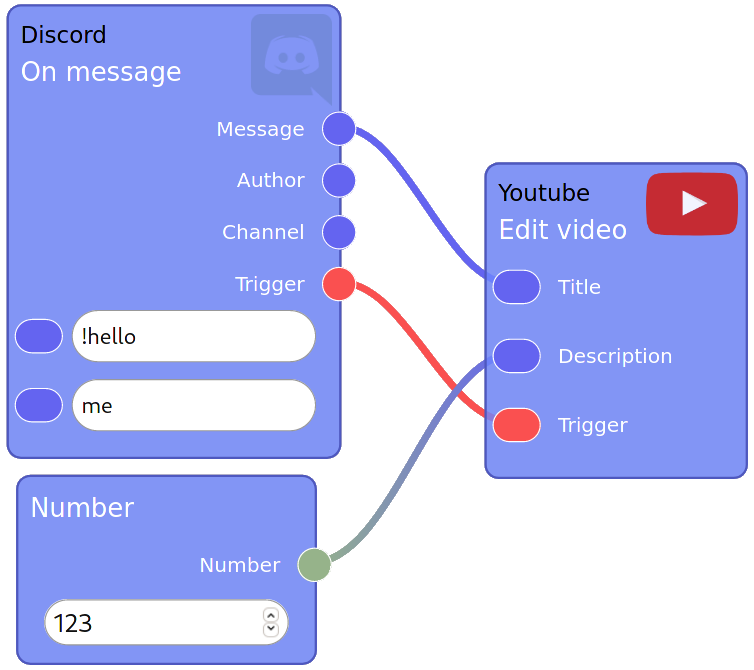 Discord
On message
Message
Author
Channel
Trigger
!hello
me
Number
Number
123
Youtube
Edit video
Title
Description
Trigger